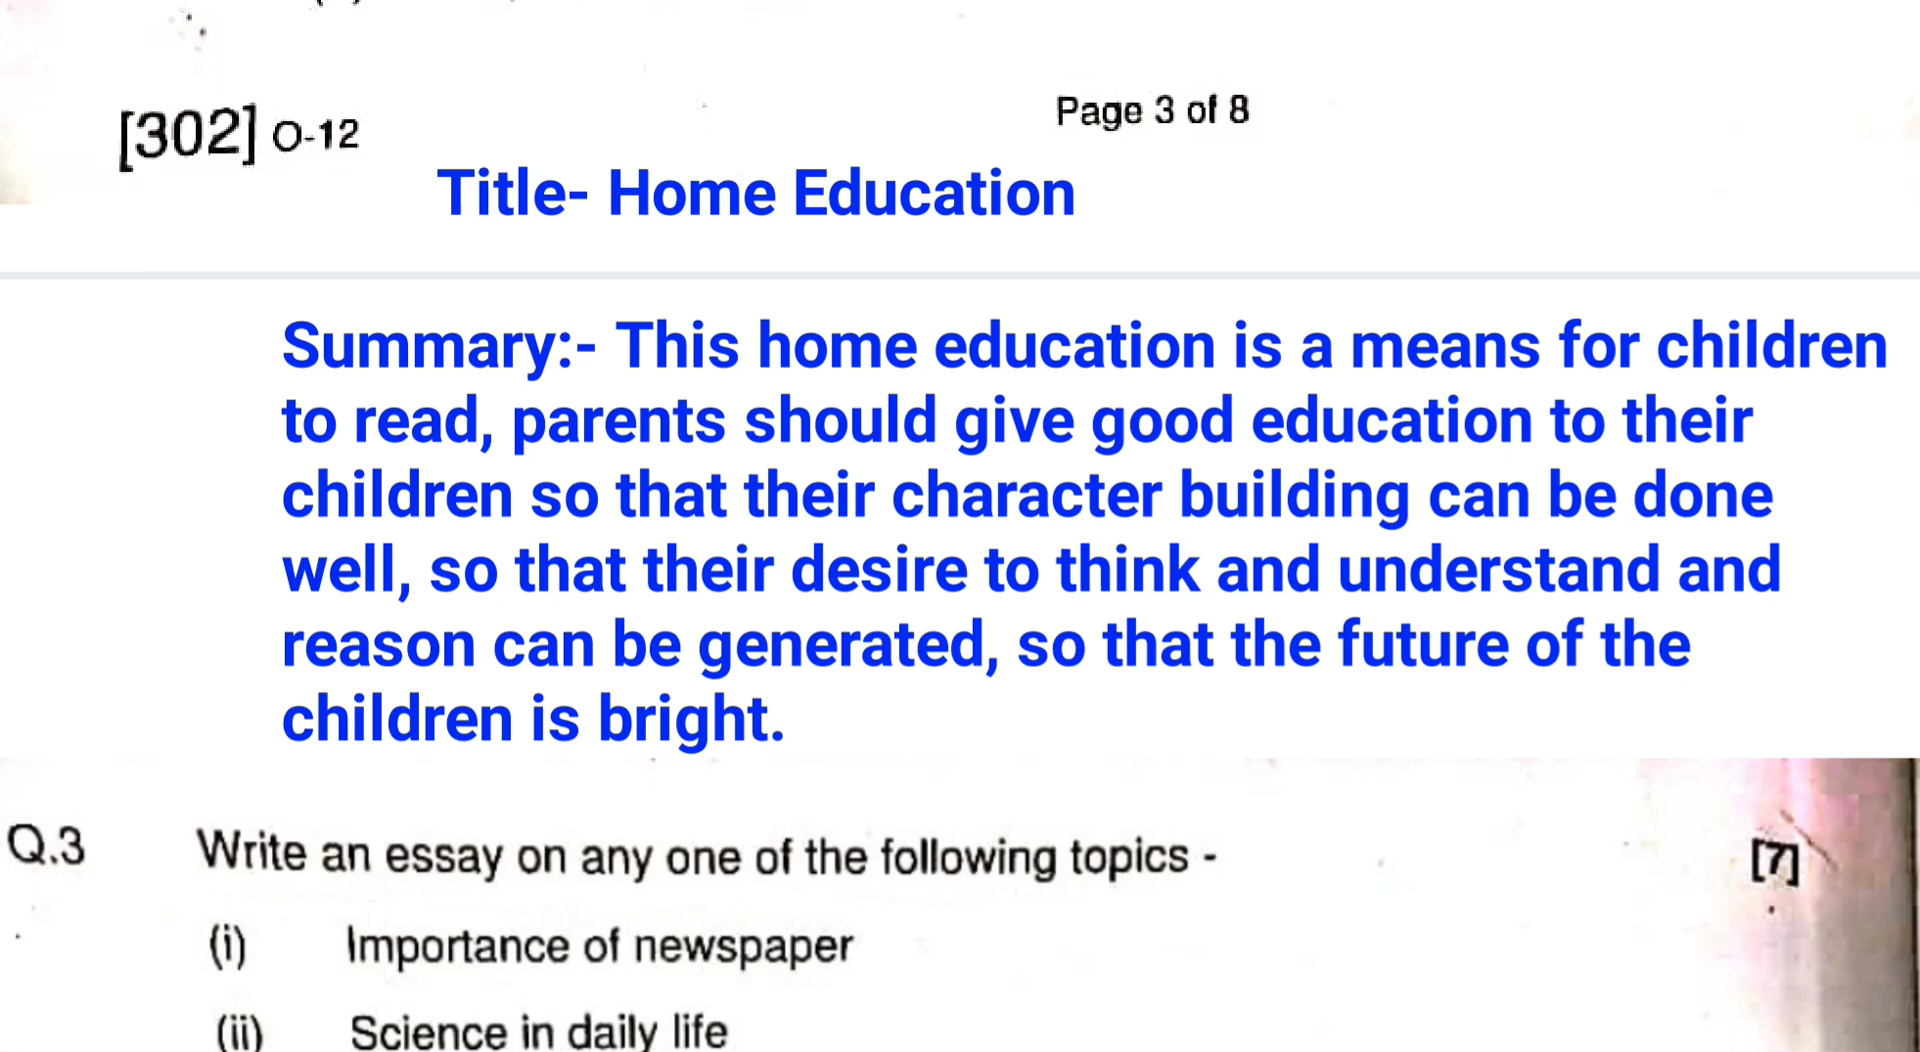 [302] O-12
Page 3 of 8
Title- Home Education
Summary:- This home education is a means for children
to read, parents should give good education to their
children so that their character building can be done
well, so that their desire to think and understand and
reason can be generated, so that the future of the
children is bright.
Q.3 Write an essay on any one of the following topics - [7]
(i) Importance of newspaper
(ii) Science in daily life